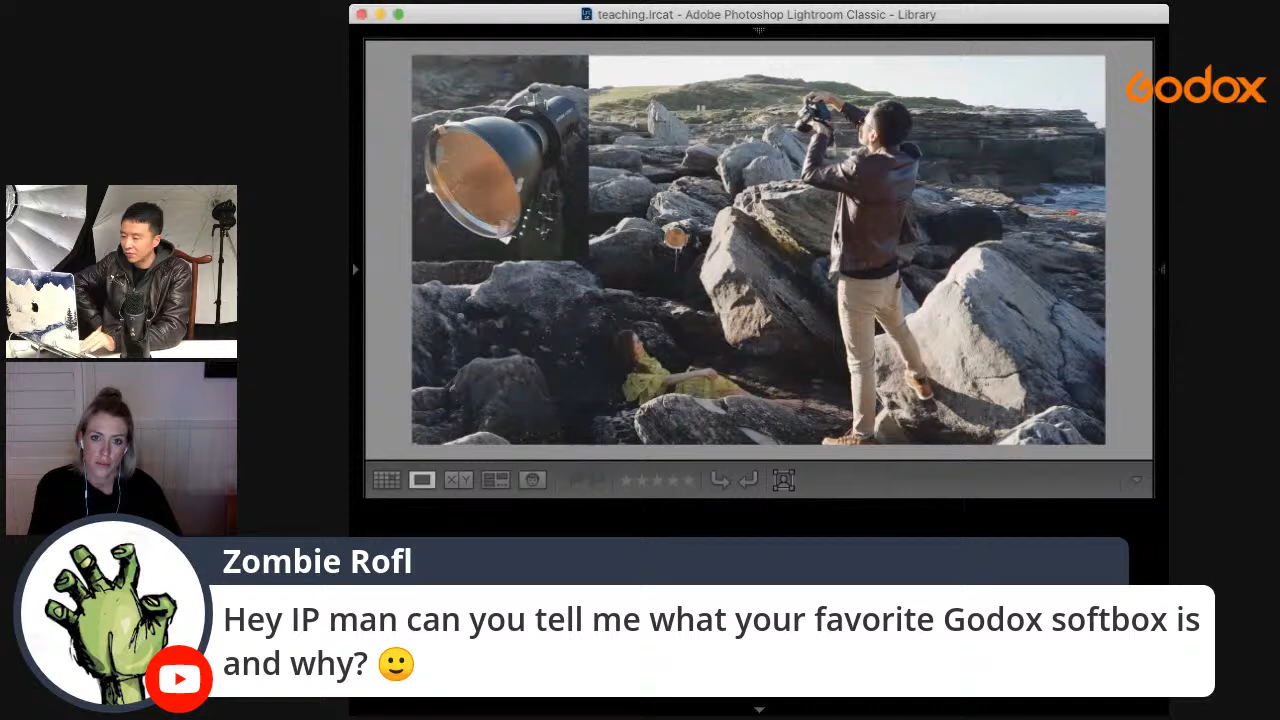 teaching.lrcat - Adobe Photoshop Lightroom Classic - Library
Godox
XY
Zombie Rofl
Hey IP man can you tell me what your favorite Godox softbox is
and why? 🙂